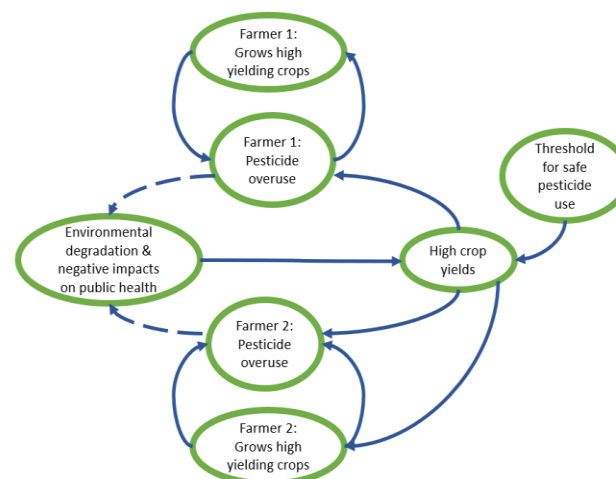 Farmer 1:
Grows high
yielding crops
Farmer 1:
Pesticide
overuse
Threshold
for safe
pesticide
use
Environmental
degradation &
negative impacts
on public health
High crop
yields
Farmer 2:
Pesticide
overuse
Farmer 2:
Grows high
yielding crops